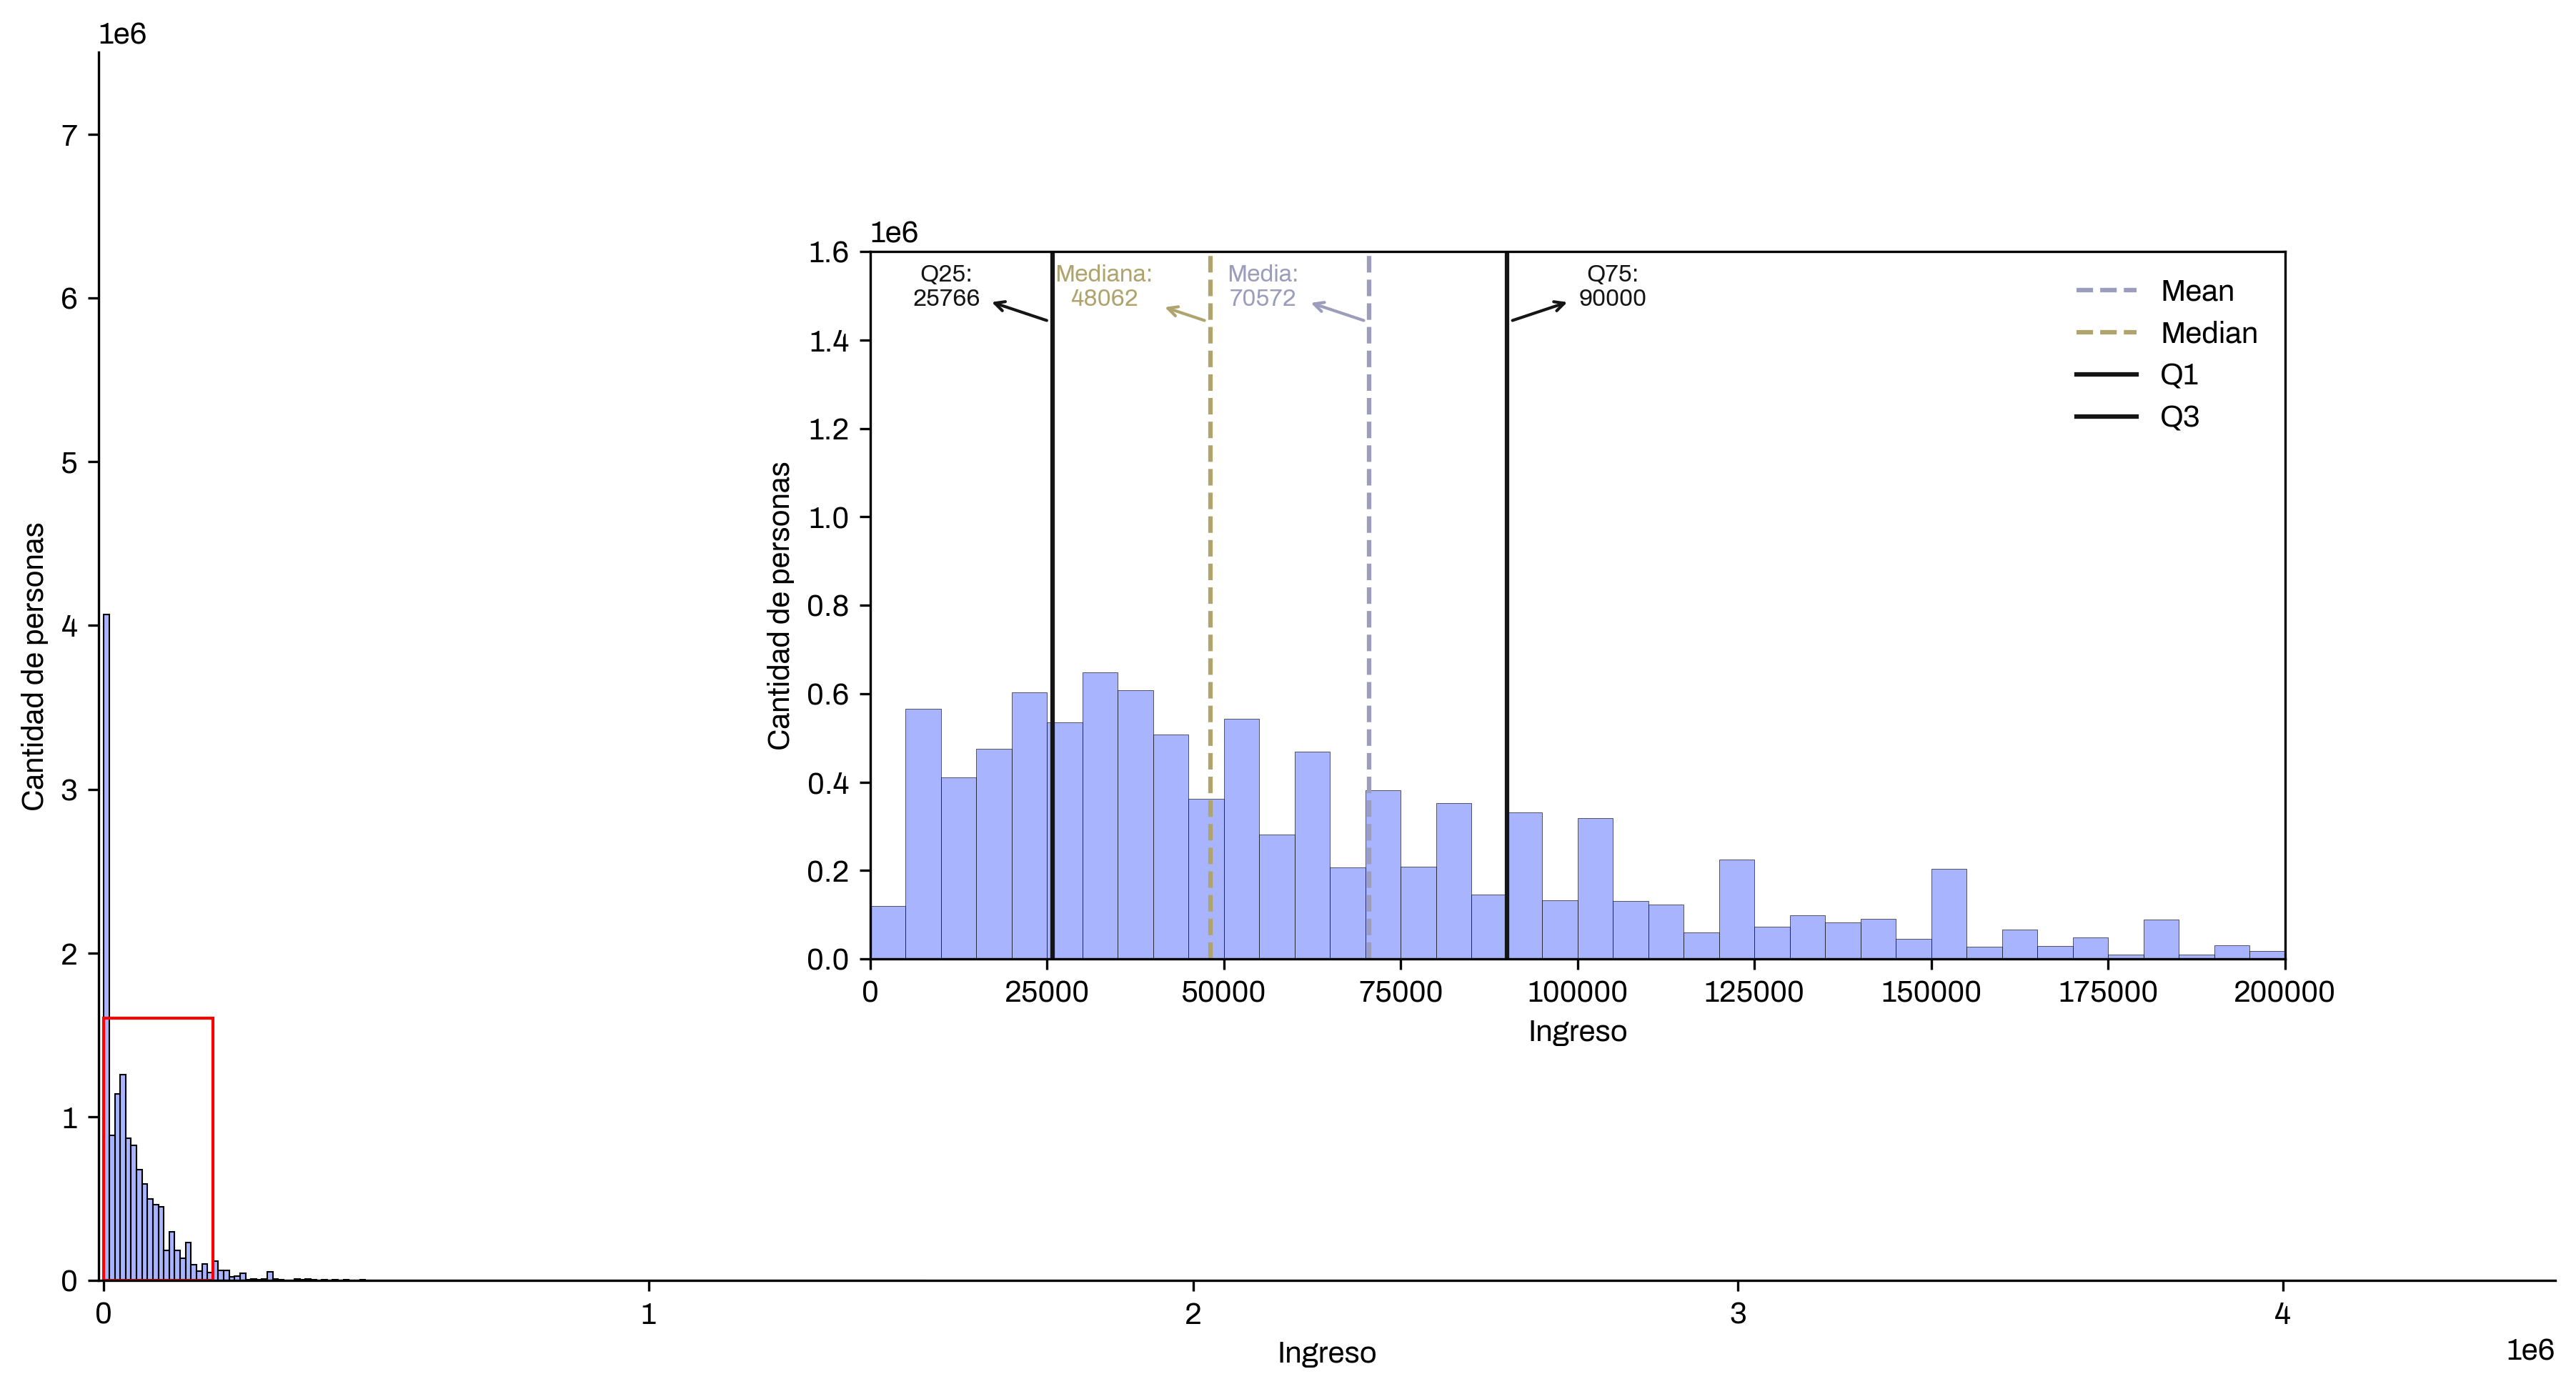 1e6
7
6
5
4
3
2
1
0
Cantidad de personas
0
1
2
3
4
Ingreso
1e6
1e6
1.6
1.4
1.2
1.0
0.8
0.6
0.4
0.2
0.0
Cantidad de personas
Q25:
25766
Mediana:
48062
Media:
70572
Q75:
90000
Mean
Median
Q1
Q3
0
25000
50000
75000
100000
125000
150000
175000
200000
Ingreso